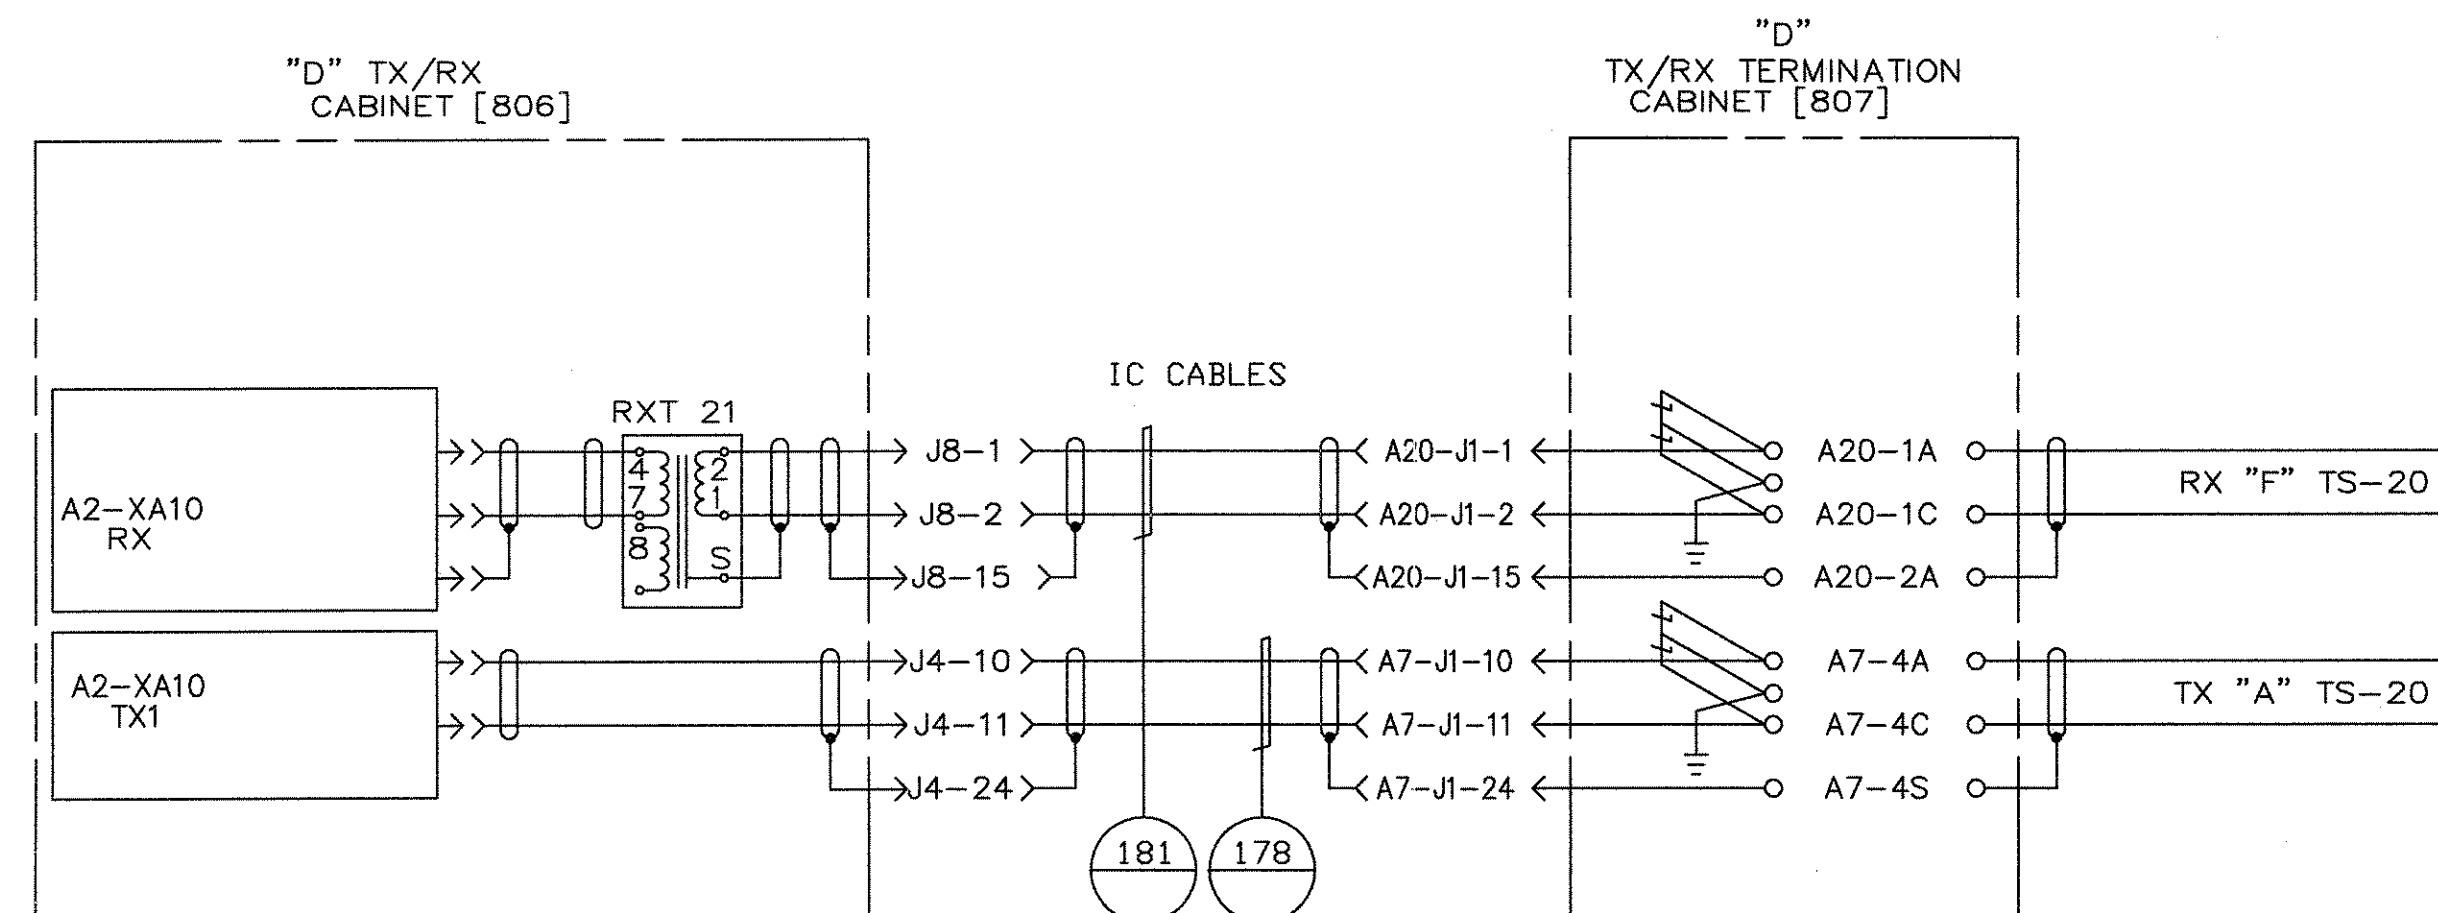 "D" TX/RX
CABINET [806]
"D"
TX/RX TERMINATION
CABINET [807]
IC CABLES
RXT 21
A2-XA10
RX
4
7
8
2
1
S
J8-1
J8-2
J8-15
A20-J1-1
A20-J1-2
A20-J1-15
A20-1A
A20-1C
A20-2A
RX "F" TS-20
A2-XA10
TX1
J4-10
J4-11
J4-24
A7-J1-10
A7-J1-11
A7-J1-24
A7-4A
A7-4C
A7-4S
TX "A" TS-20
181
178